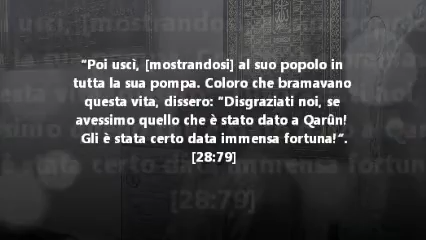 "Poi uscì, [mostrandosi] al suo popolo in
tutta la sua pompa. Coloro che bramavano
questa vita, dissero: "Disgraziati noi, se
avessimo quello che è stato dato a Qarûn!
Gli è stata certo data immensa fortuna!".
[28:79]